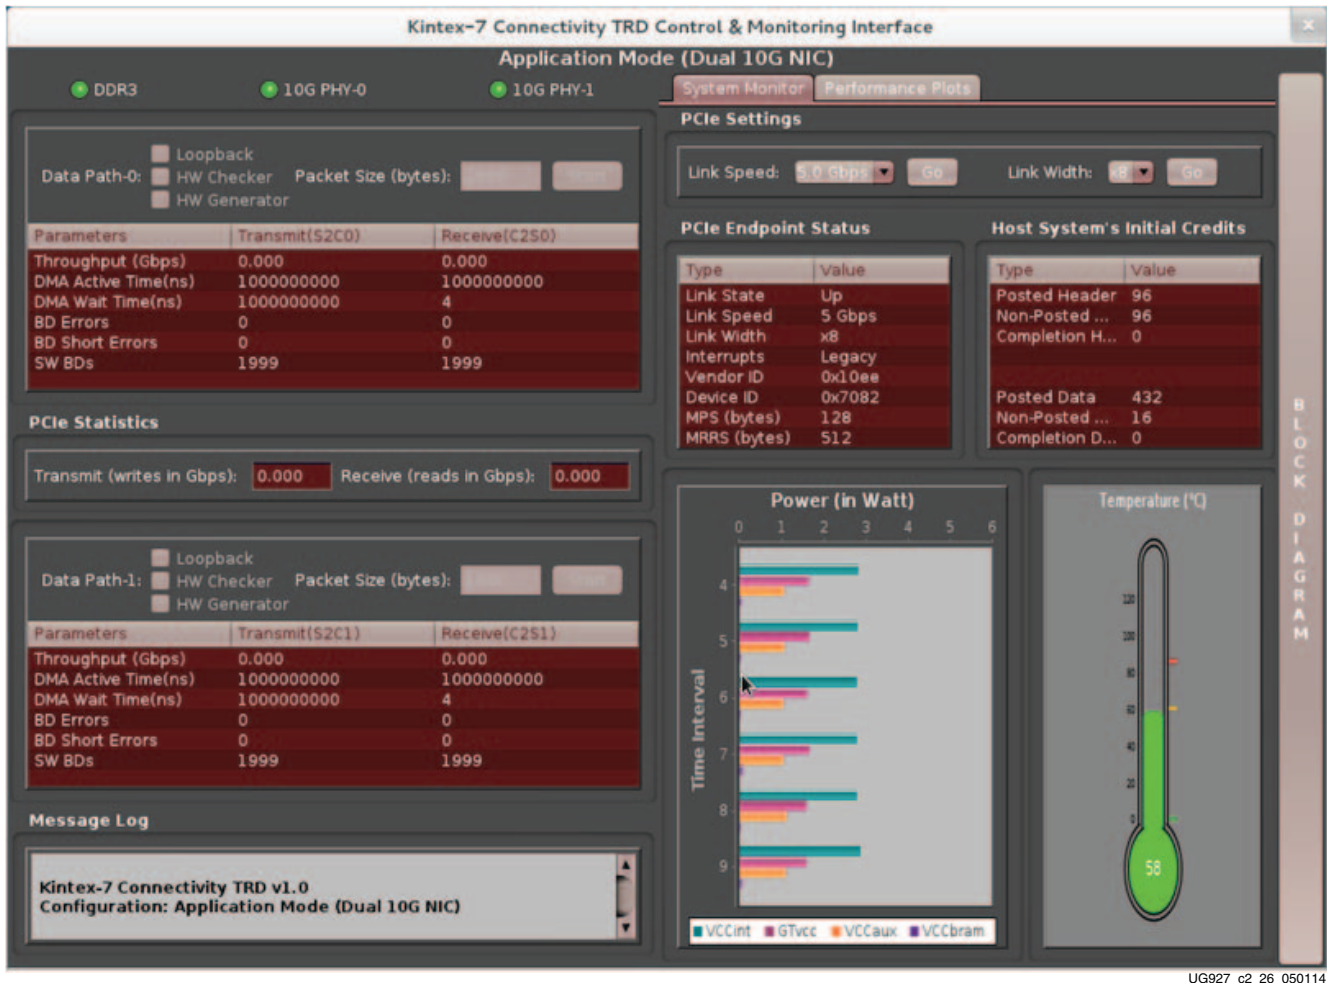 Kintex-7 Connectivity TRD Control & Monitoring Interface
Application Mode (Dual 10G NIC)
DDR3
10G PHY-0
10G PHY-1
Loopback
Data Path-0:
HW Checker
Packet Size (bytes):
HW Generator
Parameters Transmit(S2C0) Receive(C2S0)
Throughput (Gbps) 0.000 0.000
DMA Active Time(ns) 1000000000 1000000000
DMA Wait Time(ns) 1000000000 4
BD Errors 0 0
BD Short Errors 0 0
SW BDs 1999 1999
PCIe Statistics
Transmit (writes in Gbps): 0.000 Receive (reads in Gbps): 0.000
Loopback
Data Path-1:
HW Checker
Packet Size (bytes):
HW Generator
Parameters Transmit(S2C1) Receive(C2S1)
Throughput (Gbps) 0.000 0.000
DMA Active Time(ns) 1000000000 1000000000
DMA Wait Time(ns) 1000000000 4
BD Errors 0 0
BD Short Errors 0 0
SW BDs 1999 1999
Message Log
Kintex-7 Connectivity TRD v1.0
Configuration: Application Mode (Dual 10G NIC)
System Monitor
Performance Plots
PCIe Settings
Link Speed: 5.0 Gbps Go Link Width: x8 Go
PCIe Endpoint Status
Type Value
Link State Up
Link Speed 5 Gbps
Link Width x8
Interrupts Legacy
Vendor ID 0x10ee
Device ID 0x7082
MPS (bytes) 128
MRRS (bytes) 512
Host System's Initial Credits
Type Value
Posted Header 96
Non-Posted ... 96
Completion H... 0
Posted Data 432
Non-Posted ... 16
Completion D... 0
Power (in Watt)
0 1 2 3 4 5 6
4
5
6
7
8
9
Time Interval
VCCint GTvcc VCCaux VCCbram
Temperature (°C)
120
100
80
60
40
20
0
58
BLOCK DIAGRAM
UG927_c2_26_050114